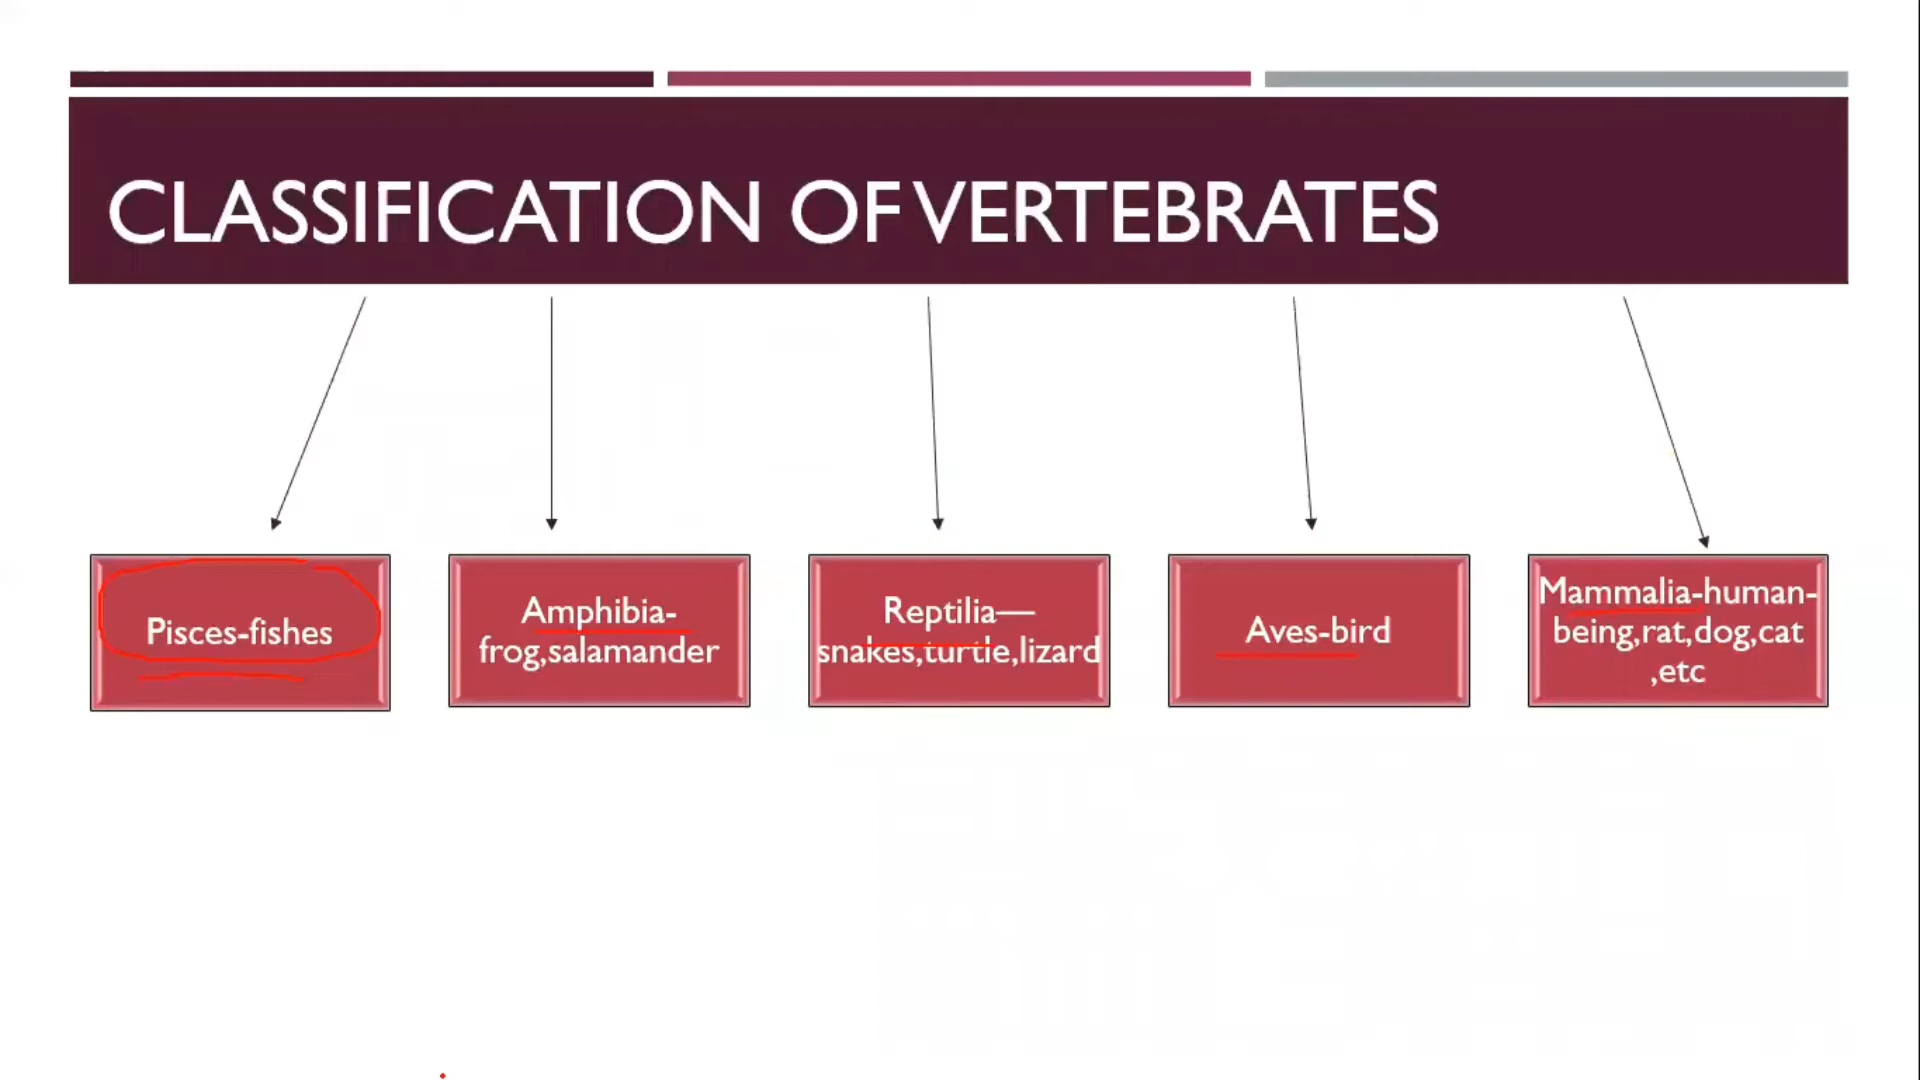 CLASSIFICATION OF VERTEBRATES
Pisces-fishes
Amphibia-
frog,salamander
Reptilia—
snakes,turtle,lizard
Aves-bird
Mammalia-human-
being,rat,dog,cat
,etc